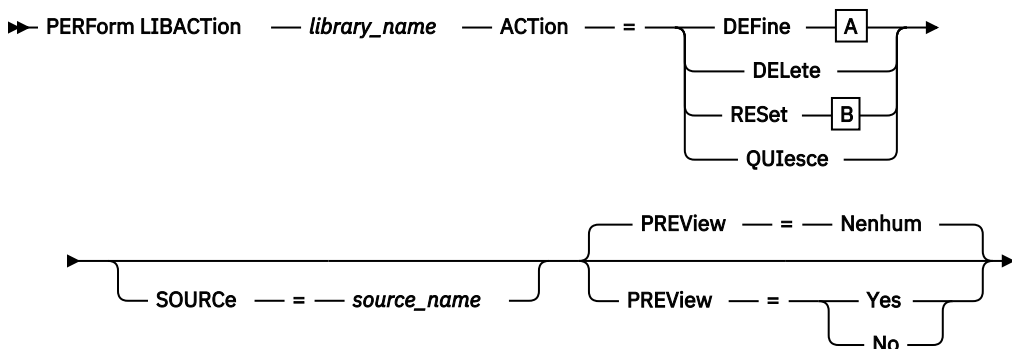 PERForm LIBACTion — library_name — ACTion — = — DEFine — A
DELete
RESet — B
QUIesce
PREView — = — Nenhum
SOURCe — = — source_name
PREView — = — Yes
No